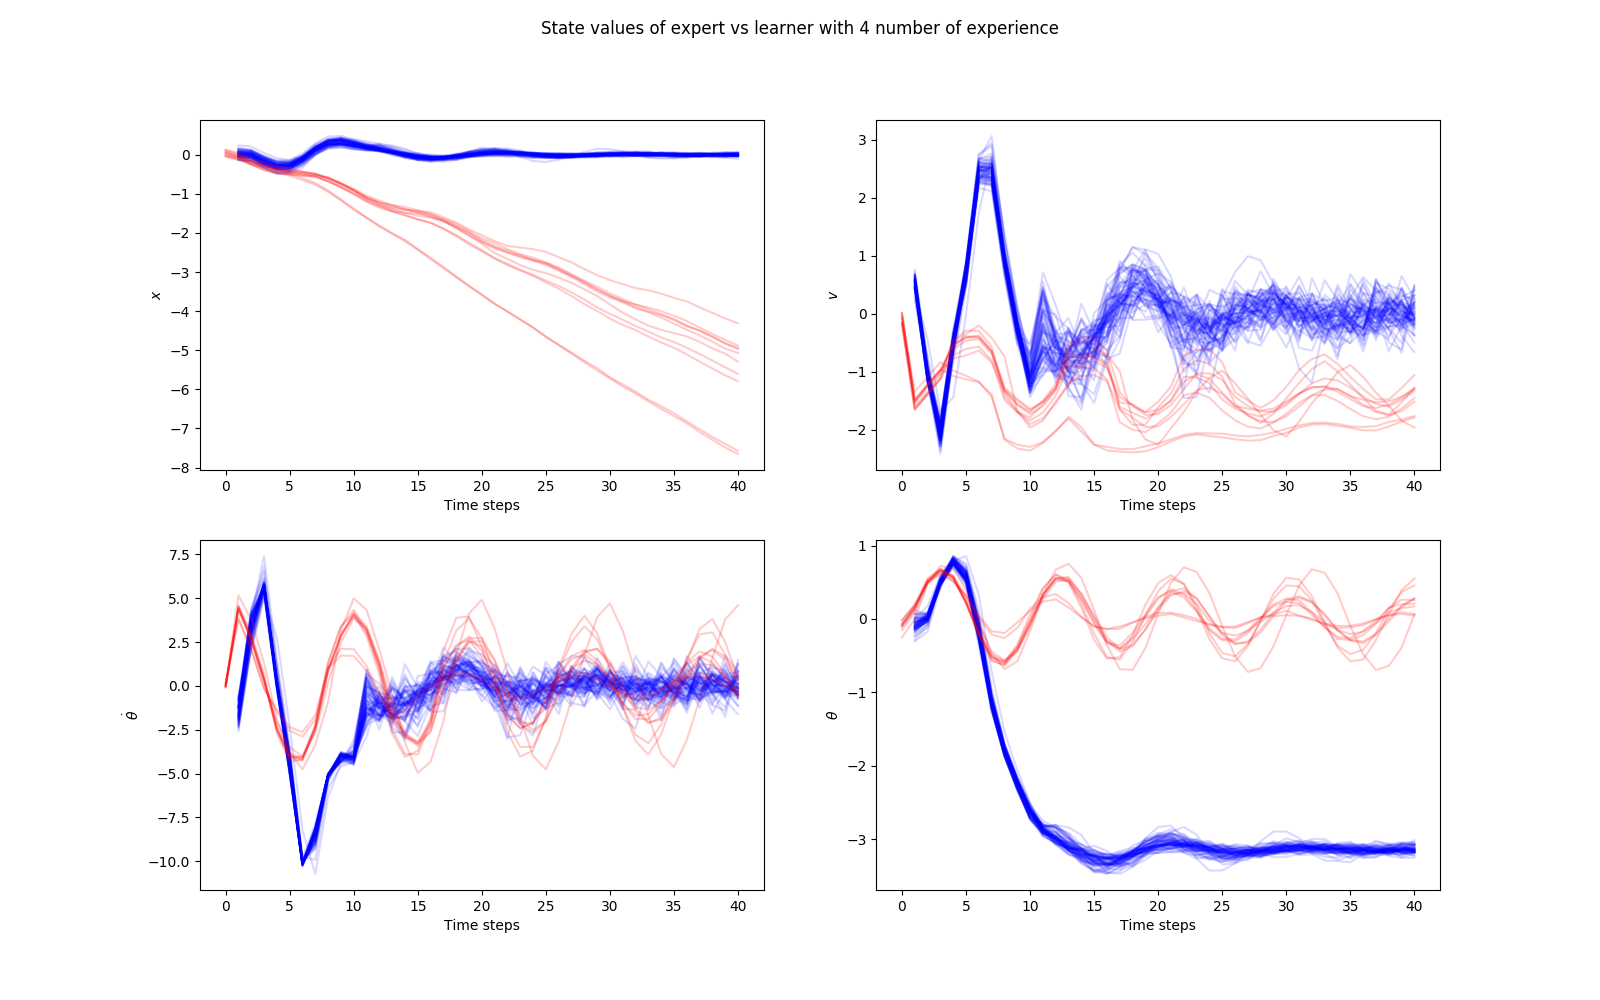 State values of expert vs learner with 4 number of experience
0
−1
−2
−3
−4
−5
−6
−7
−8
x
0 5 10 15 20 25 30 35 40
Time steps
3
2
1
0
−1
−2
v
0 5 10 15 20 25 30 35 40
Time steps
7.5
5.0
2.5
0.0
−2.5
−5.0
−7.5
−10.0
θ̇
0 5 10 15 20 25 30 35 40
Time steps
1
0
−1
−2
−3
θ
0 5 10 15 20 25 30 35 40
Time steps